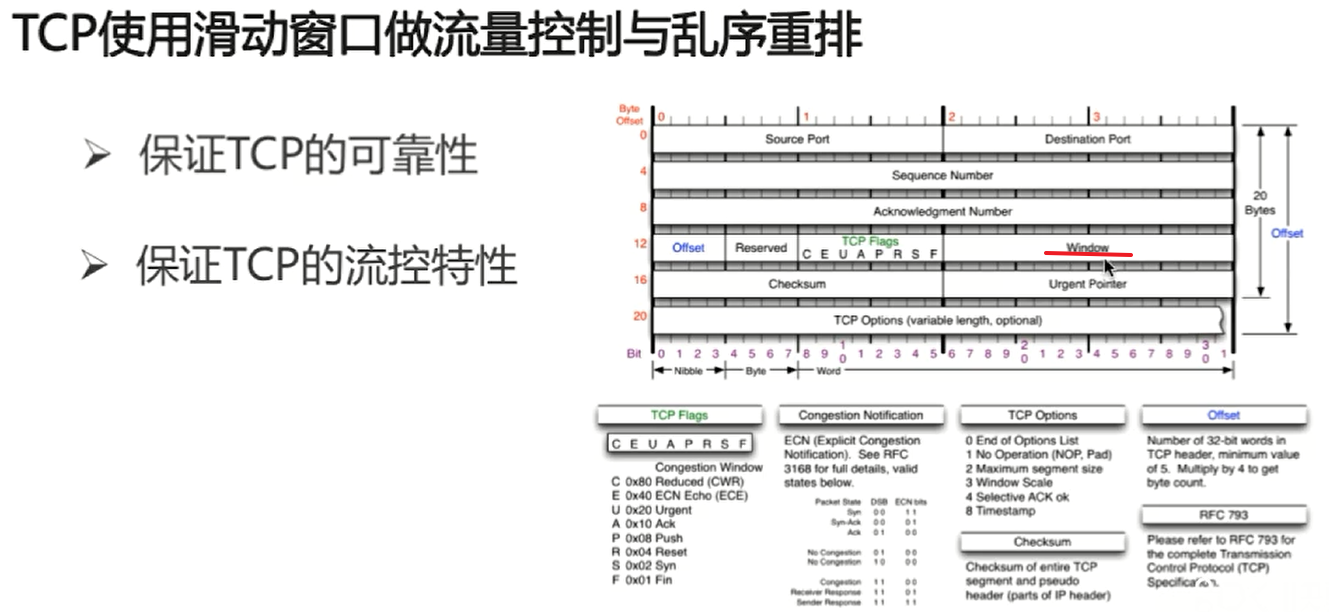 TCP使用滑动窗口做流量控制与乱序重排
➢ 保证TCP的可靠性
➢ 保证TCP的流控特性
Byte
Offset
0 1 2 3
0 Source Port Destination Port
4 Sequence Number
8 Acknowledgment Number
20
Bytes
Offset
12 Offset Reserved TCP Flags
C E U A P R S F Window
16 Checksum Urgent Pointer
20 TCP Options (variable length, optional)
Bit 0 1 2 3 4 5 6 7 8 9 10 1 2 3 4 5 6 7 8 9 20 1 2 3 4 5 6 7 8 9 30 1
Nibble Byte Word
TCP Flags
C E U A P R S F
Congestion Window
C 0x80 Reduced (CWR)
E 0x40 ECN Echo (ECE)
U 0x20 Urgent
A 0x10 Ack
P 0x08 Push
R 0x04 Reset
S 0x02 Syn
F 0x01 Fin
Congestion Notification
ECN (Explicit Congestion
Notification). See RFC
3168 for full details, valid
states below.
Packet State DSB ECN bits
Syn 0 0 1 1
Syn-Ack 0 0 0 1
Ack 0 1 0 0
No Congestion 0 1 0 0
No Congestion 1 0 0 0
Congestion 1 1 0 0
Receiver Response 1 1 0 1
Sender Response 1 1 1 1
TCP Options
0 End of Options List
1 No Operation (NOP, Pad)
2 Maximum segment size
3 Window Scale
4 Selective ACK ok
8 Timestamp
Checksum
Checksum of entire TCP
segment and pseudo
header (parts of IP header)
Offset
Number of 32-bit words in
TCP header, minimum value
of 5. Multiply by 4 to get
byte count.
RFC 793
Please refer to RFC 793 for
the complete Transmission
Control Protocol (TCP)